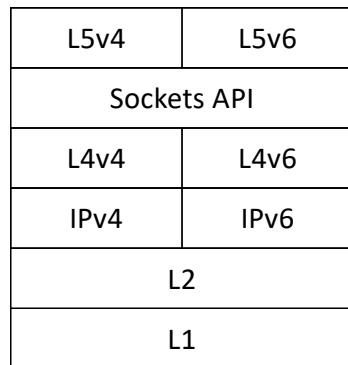 L5v4 L5v6
Sockets API
L4v4 L4v6
IPv4 IPv6
L2
L1